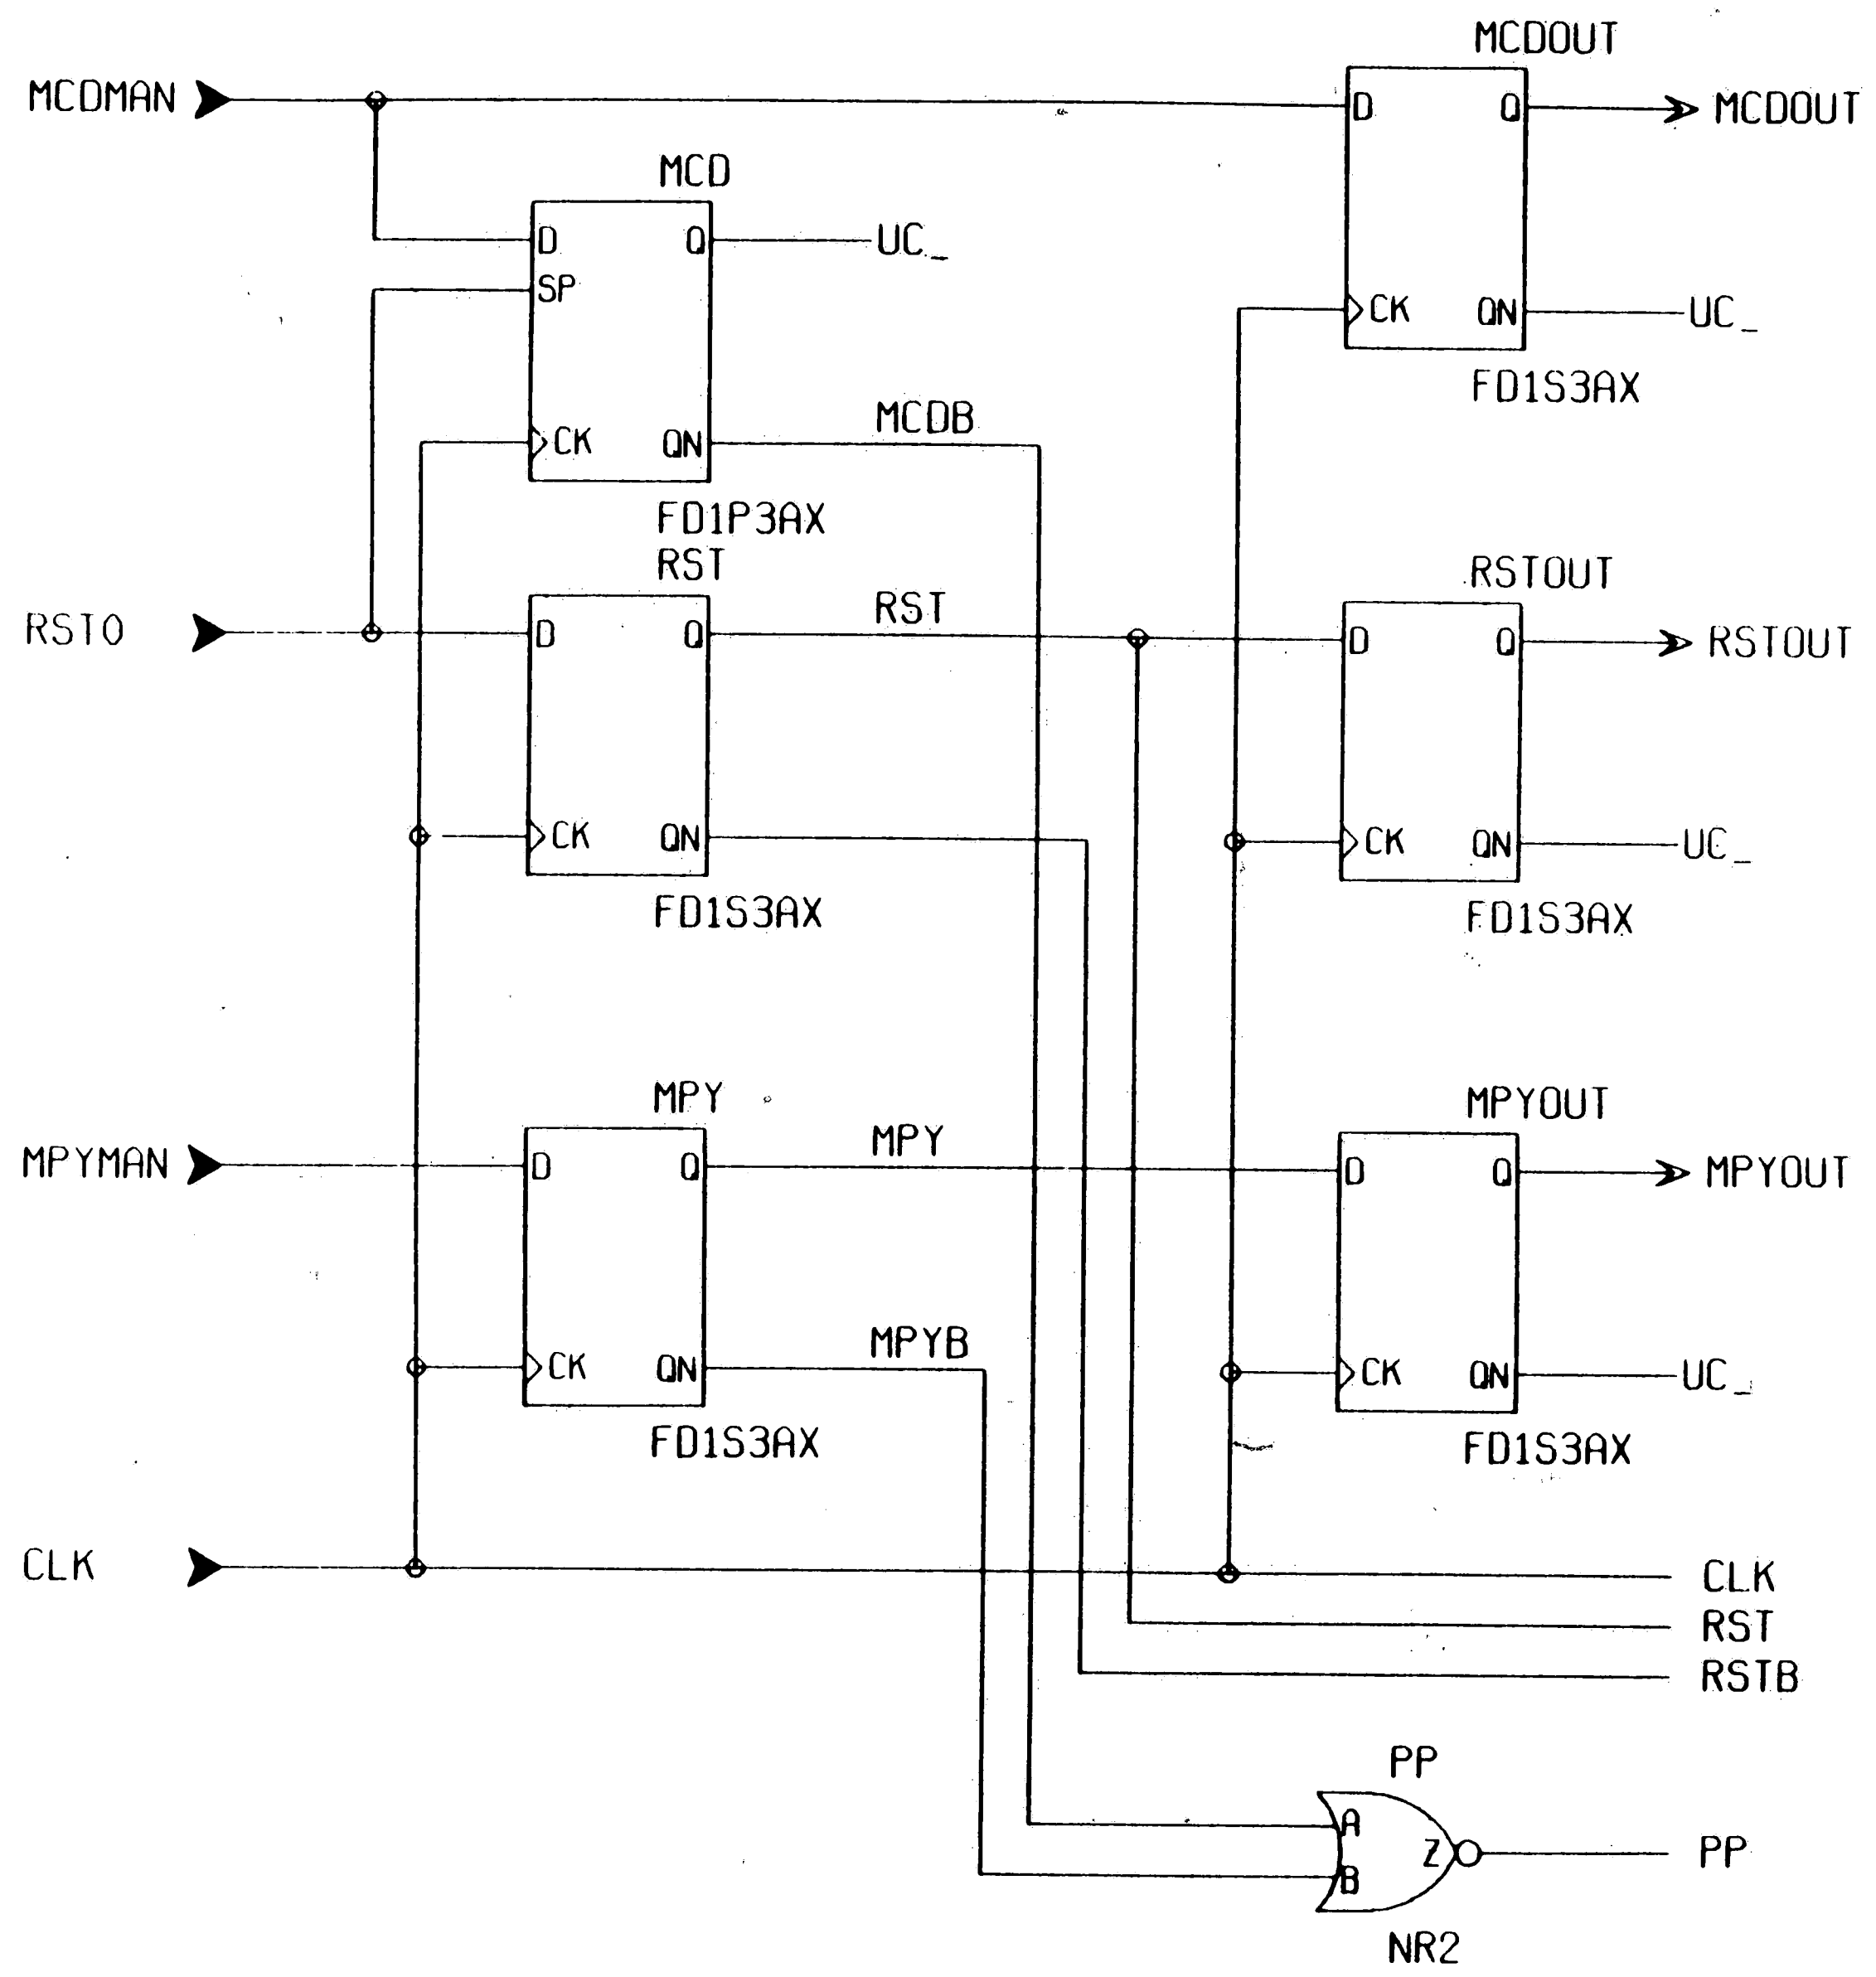 MCDOUT
MCDMAN
D Q
MCDOUT
MCD
D Q
UC_
SP
CK QN
UC_
FD1S3AX
MCDB
CK QN
FD1P3AX
RST
RSTOUT
RST
RST0
D Q
D Q
RSTOUT
CK QN
CK QN
UC_
FD1S3AX
FD1S3AX
MPY
MPYOUT
MPY
MPYMAN
D Q
D Q
MPYOUT
MPYB
CK QN
CK QN
UC_
FD1S3AX
FD1S3AX
CLK
CLK
RST
RSTB
PP
A
Z
PP
B
NR2